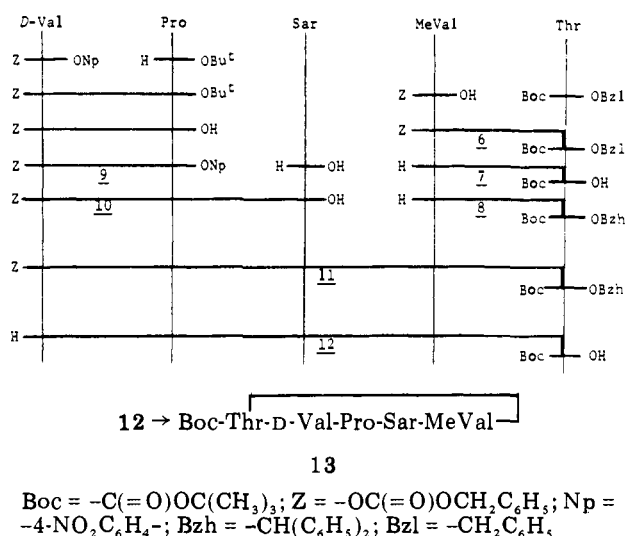 D-Val Pro Sar MeVal Thr
Z ONp H OBuᵗ
Z OBuᵗ Z OH Boc OBzl
Z OH Z 6 Boc OBzl
Z 9 ONp H OH H 7 Boc OH
Z 10 OH H 8 Boc OBzh
Z 11 Boc OBzh
H 12 Boc OH
12 → Boc-Thr-D-Val-Pro-Sar-MeVal
13
Boc = -C(=O)OC(CH₃)₃; Z = -OC(=O)OCH₂C₆H₅; Np =
-4-NO₂C₆H₄-; Bzh = -CH(C₆H₅)₂; Bzl = -CH₂C₆H₅